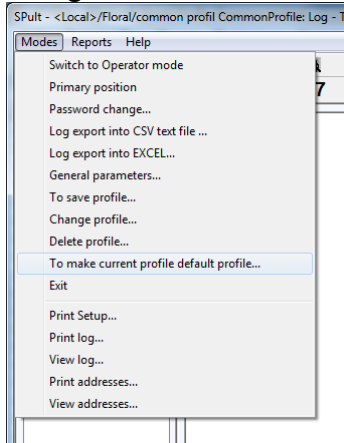 SPult - <Local>/Floral/common profil CommonProfile: Log - T
Modes Reports Help
7
Switch to Operator mode
Primary position
Password change...
Log export into CSV text file ...
Log export into EXCEL...
General parameters...
To save profile...
Change profile...
Delete profile...
To make current profile default profile...
Exit
Print Setup...
Print log...
View log...
Print addresses...
View addresses...